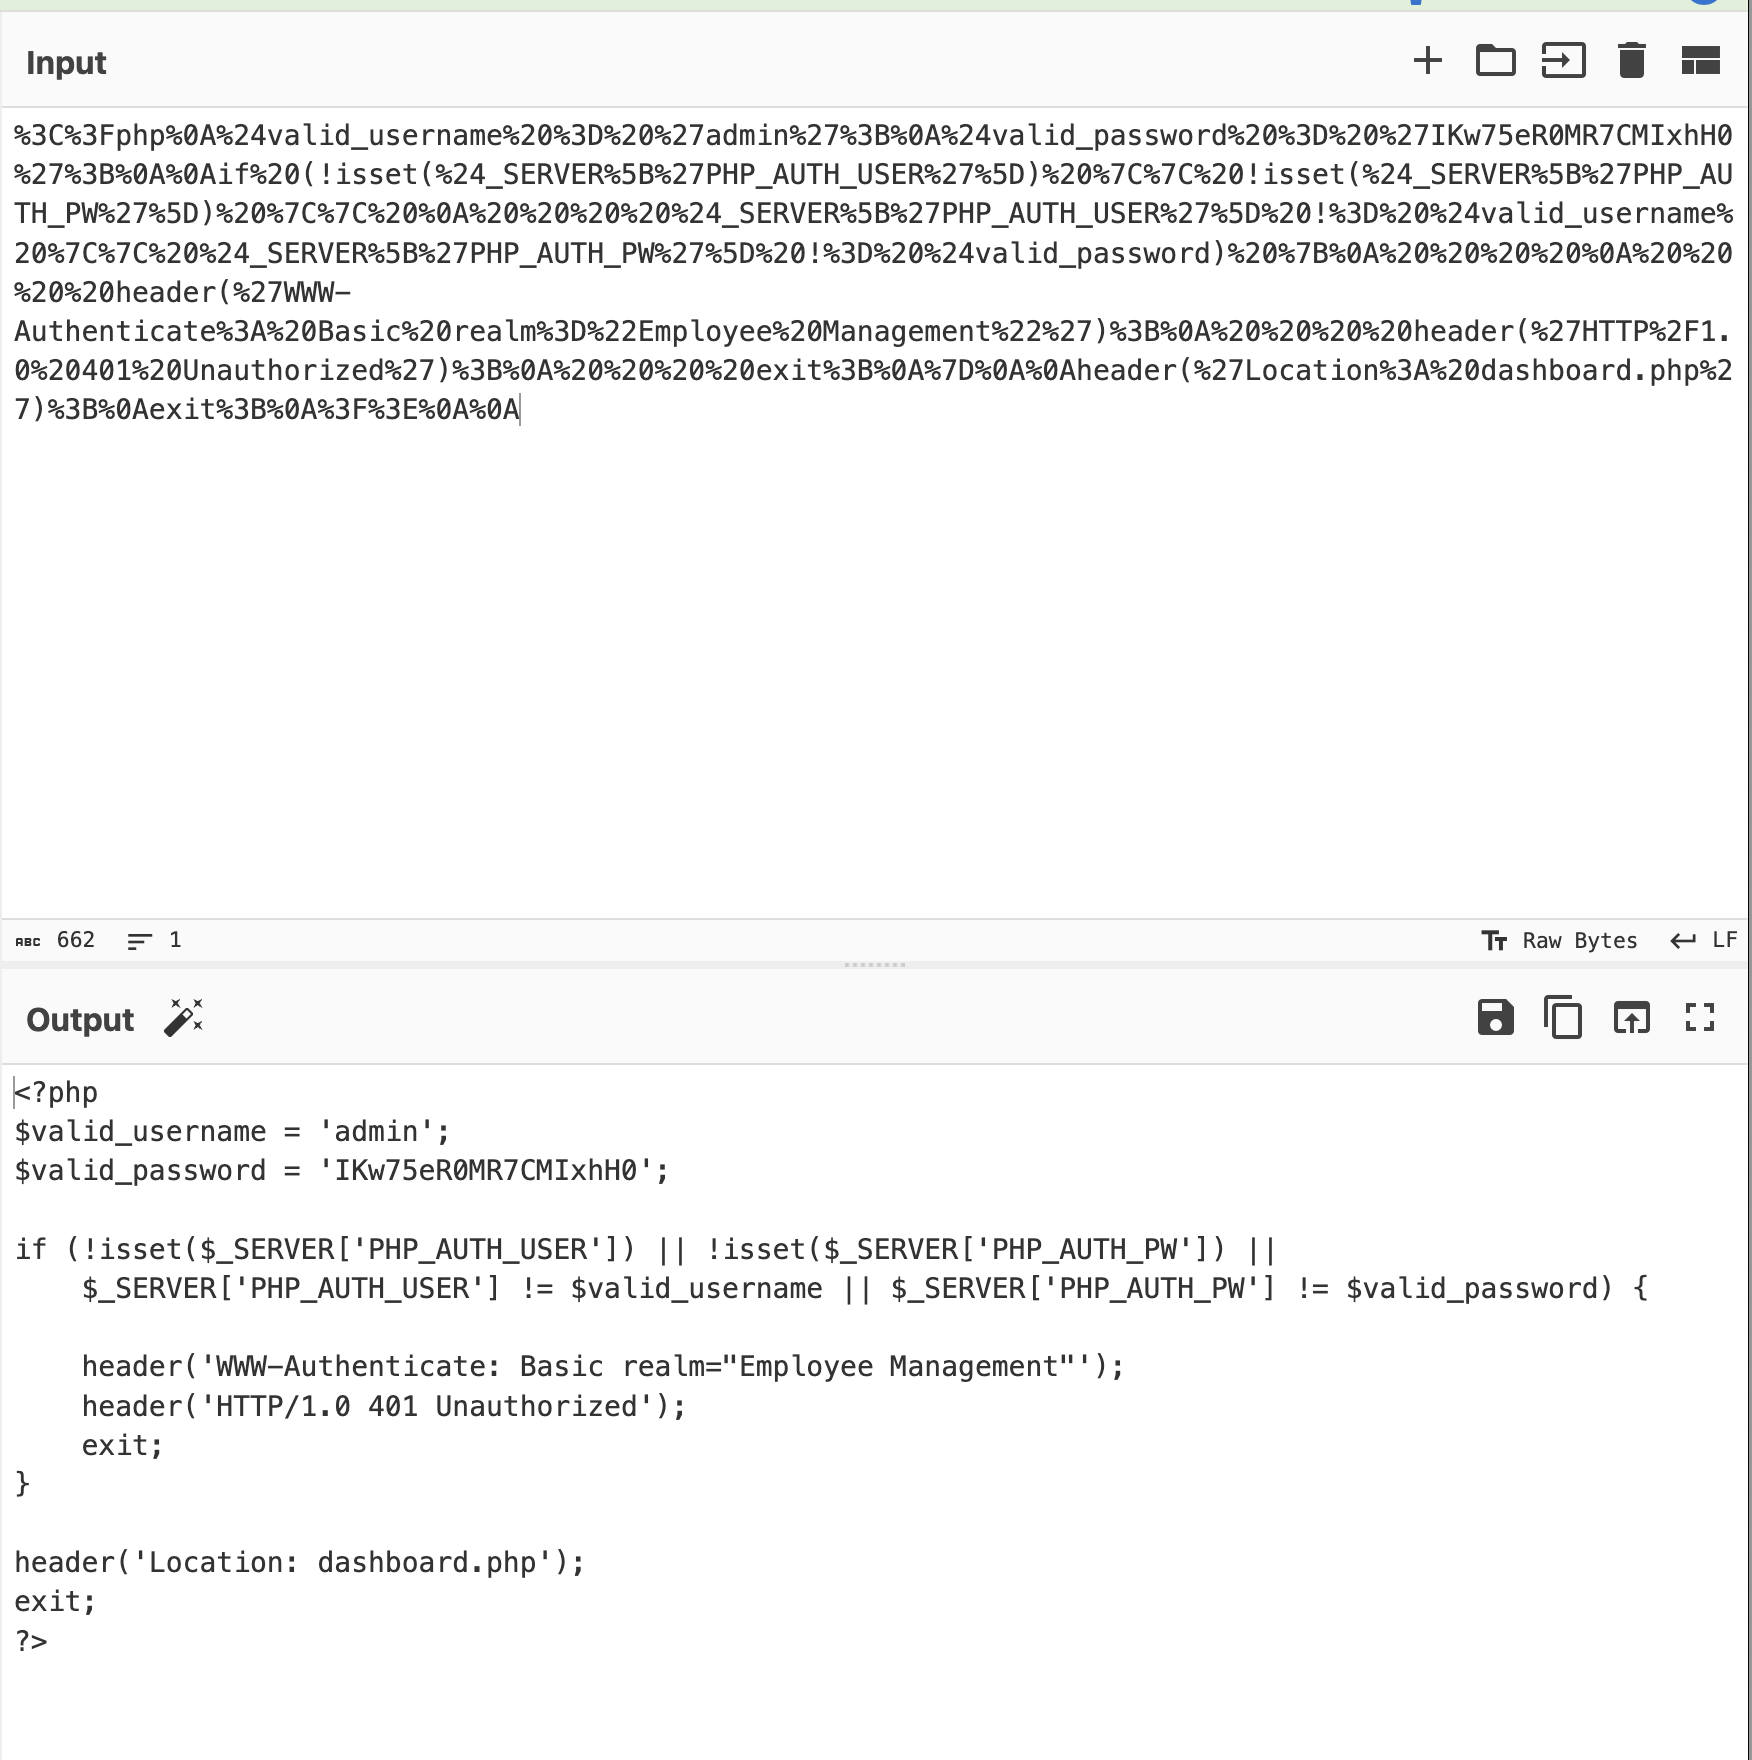 Input
%3C%3Fphp%0A%24valid_username%20%3D%20%27admin%27%3B%0A%24valid_password%20%3D%20%27IKw75eR0MR7CMIxhH0
%27%3B%0A%0Aif%20(!isset(%24_SERVER%5B%27PHP_AUTH_USER%27%5D)%20%7C%7C%20!isset(%24_SERVER%5B%27PHP_AU
TH_PW%27%5D)%20%7C%7C%20%0A%20%20%20%20%24_SERVER%5B%27PHP_AUTH_USER%27%5D%20!%3D%20%24valid_username%
20%7C%7C%20%24_SERVER%5B%27PHP_AUTH_PW%27%5D%20!%3D%20%24valid_password)%20%7B%0A%20%20%20%20%0A%20%20
%20%20header(%27WWW-
Authenticate%3A%20Basic%20realm%3D%22Employee%20Management%22%27)%3B%0A%20%20%20%20header(%27HTTP%2F1.
0%20401%20Unauthorized%27)%3B%0A%20%20%20%20exit%3B%0A%7D%0A%0Aheader(%27Location%3A%20dashboard.php%2
7)%3B%0Aexit%3B%0A%3F%3E%0A%0A
ABC 662 1 Tт Raw Bytes LF
Output
<?php
$valid_username = 'admin';
$valid_password = 'IKw75eR0MR7CMIxhH0';
if (!isset($_SERVER['PHP_AUTH_USER']) || !isset($_SERVER['PHP_AUTH_PW']) ||
    $_SERVER['PHP_AUTH_USER'] != $valid_username || $_SERVER['PHP_AUTH_PW'] != $valid_password) {
    header('WWW-Authenticate: Basic realm="Employee Management"');
    header('HTTP/1.0 401 Unauthorized');
    exit;
}
header('Location: dashboard.php');
exit;
?>